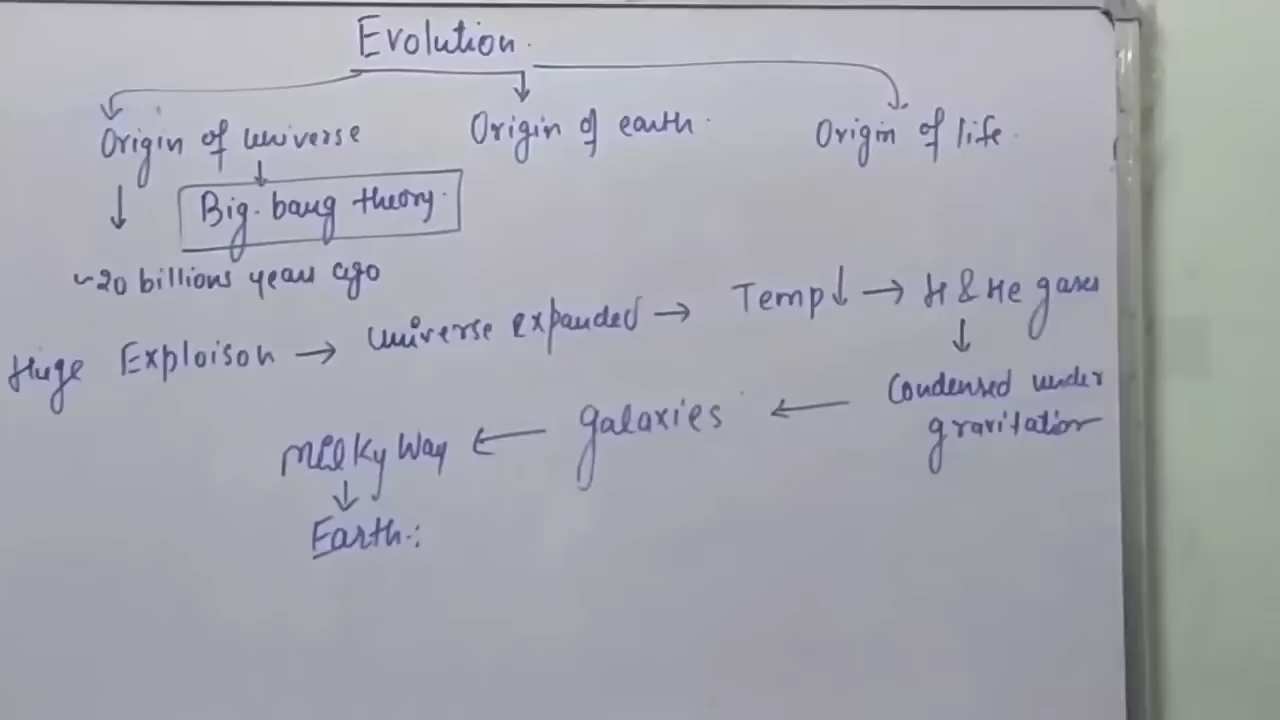 Evolution.
Origin of universe
Origin of earth.
Origin of life.
Big-bang theory.
~20 billions years ago
Huge Exploison → universe expanded → Temp↓ → H & He gases
Condensed under
gravitation
galaxies
Milky Way
Earth.: